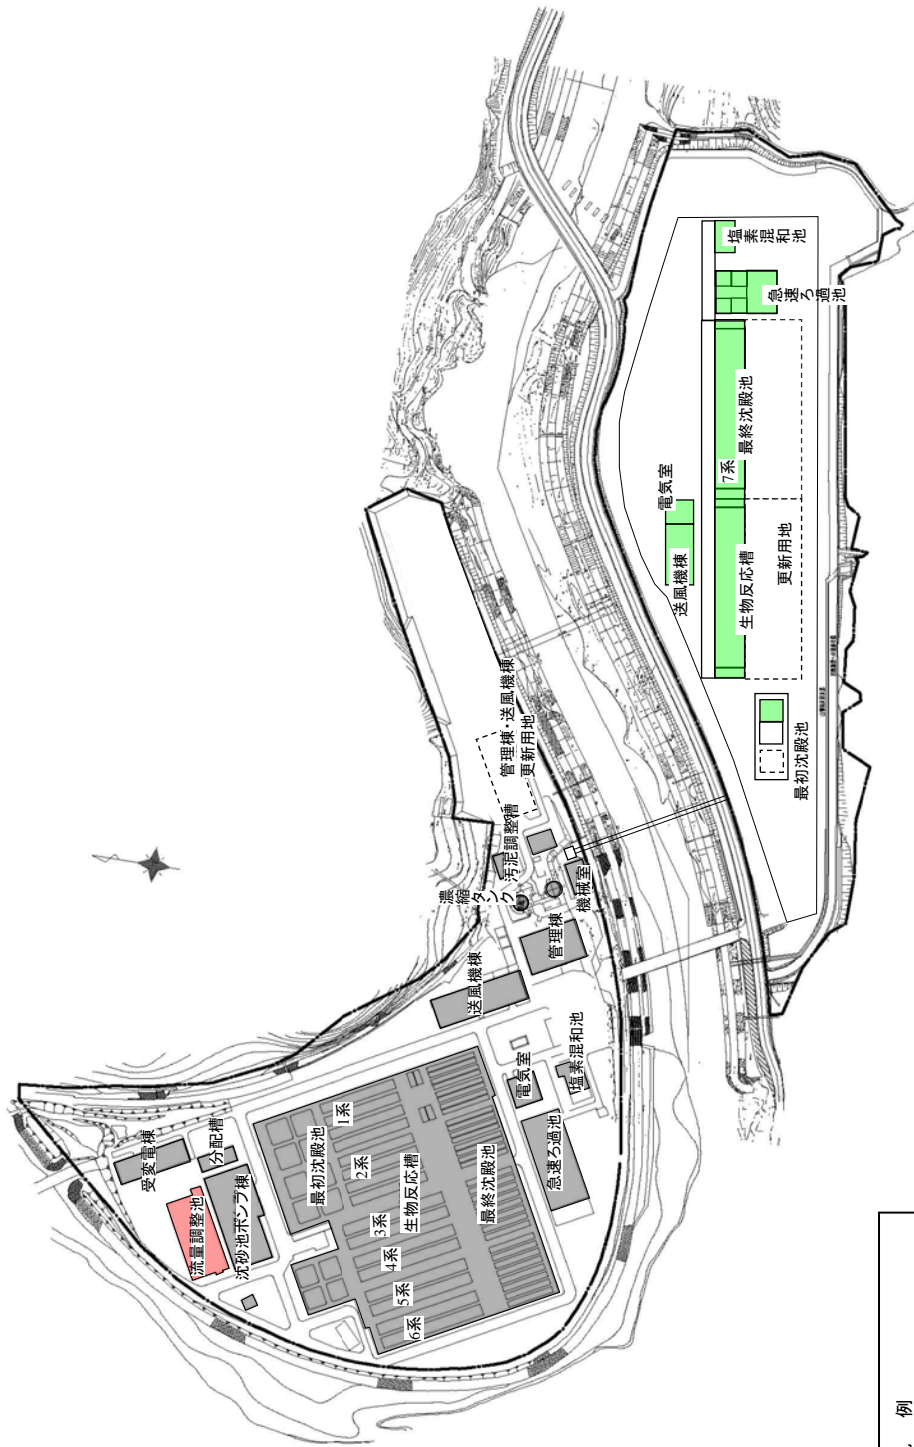 受変電棟
分配槽
流量調整池
沈砂池ポンプ棟
最初沈殿池
1系
2系
3系
4系
5系
6系
生物反応槽
最終沈殿池
急速ろ過池
電気室
塩素混和池
送風機棟
管理棟
濃縮タンク
汚泥調整槽
機械室
管理棟・送風機棟
更新用地
送風機棟
電気室
生物反応槽
7系
最終沈殿池
更新用地
最初沈殿池
急速ろ過池
塩素混和池
例